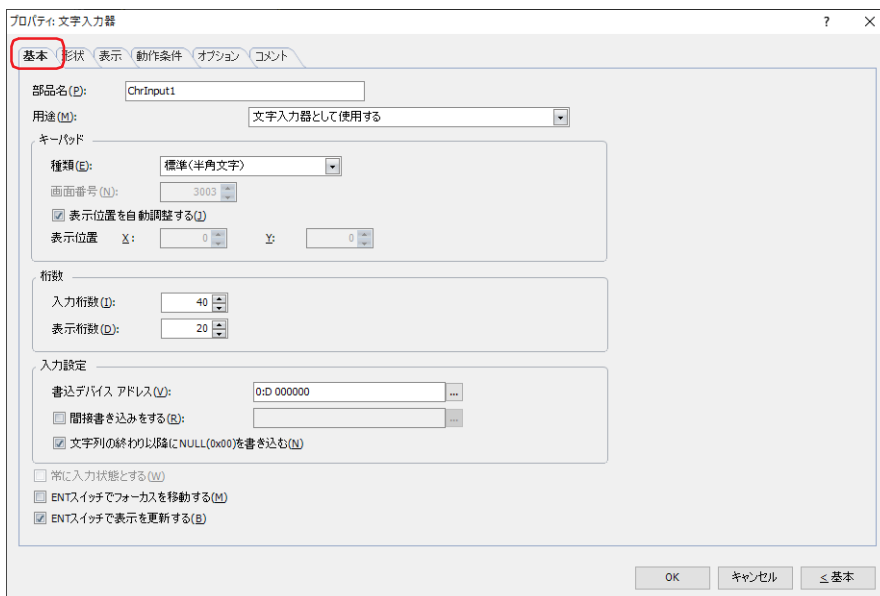 プロパティ: 文字入力器 ?
基本 形状 表示 動作条件 オプション コメント
部品名(P): ChrInput1
用途(M): 文字入力器として使用する
キーパッド
種類(E): 標準(半角文字)
画面番号(N): 3003
表示位置を自動調整する(J)
表示位置 X: 0 Y: 0
桁数
入力桁数(I): 40
表示桁数(D): 20
入力設定
書込デバイス アドレス(V): 0:D 000000 ...
間接書き込みをする(R): ...
文字列の終わり以降にNULL(0x00)を書き込む(N)
常に入力状態とする(W)
ENTスイッチでフォーカスを移動する(M)
ENTスイッチで表示を更新する(B)
OK キャンセル < 基本